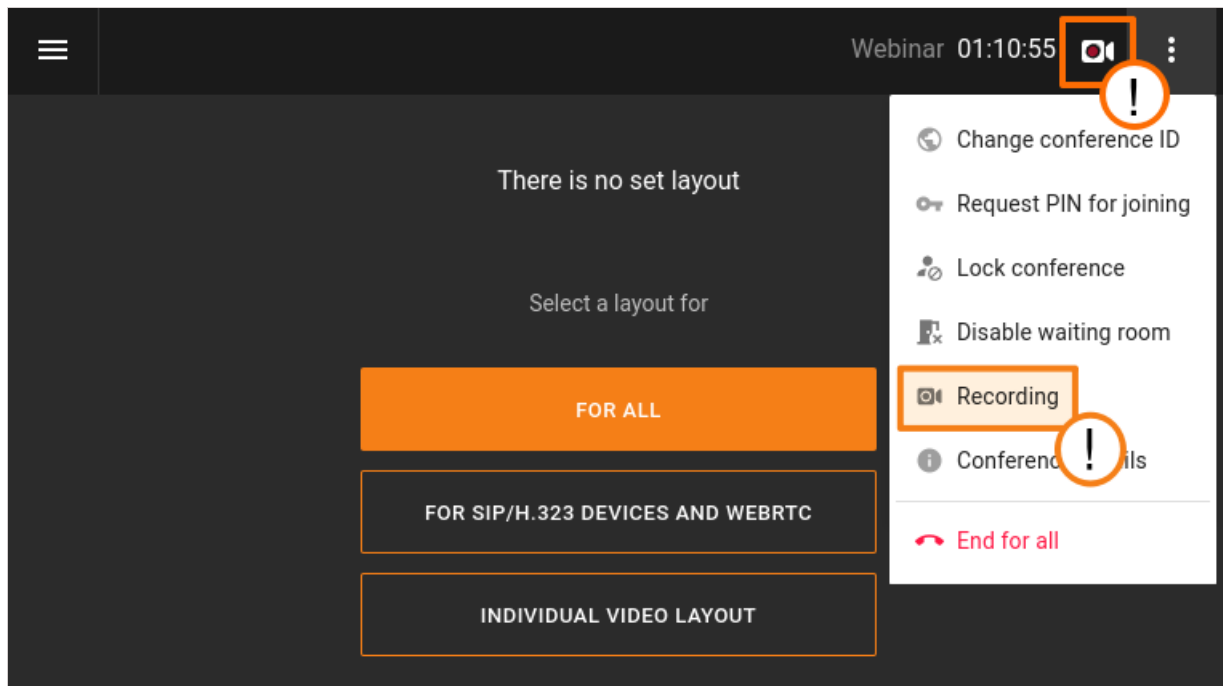 Webinar 01:10:55
!
Change conference ID
There is no set layout
Request PIN for joining
Lock conference
Select a layout for
Disable waiting room
FOR ALL
Recording
!
FOR SIP/H.323 DEVICES AND WEBRTC
End for all
INDIVIDUAL VIDEO LAYOUT